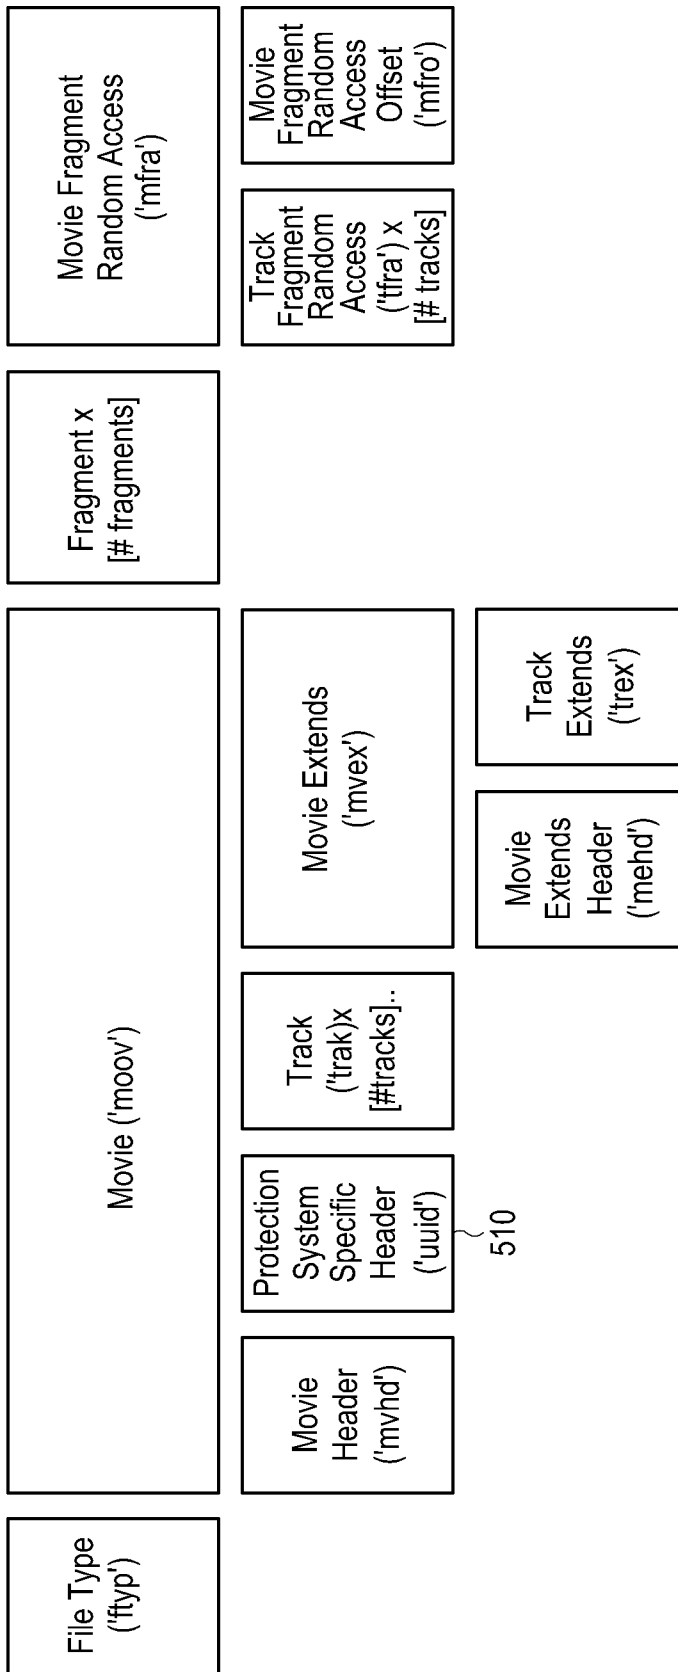 File Type
('ftyp')
Movie ('moov')
Fragment x
[# fragments]
Movie Fragment
Random Access
('mfra')
Movie
Header
('mvhd')
Protection
System
Specific
Header
('uuid')
510
Track
('trak)x
[#tracks]..
Movie Extends
('mvex')
Track
Fragment
Random
Access
('tfra') x
[# tracks]
Movie
Fragment
Random
Access
Offset
('mfro')
Movie
Extends
Header
('mehd')
Track
Extends
('trex')